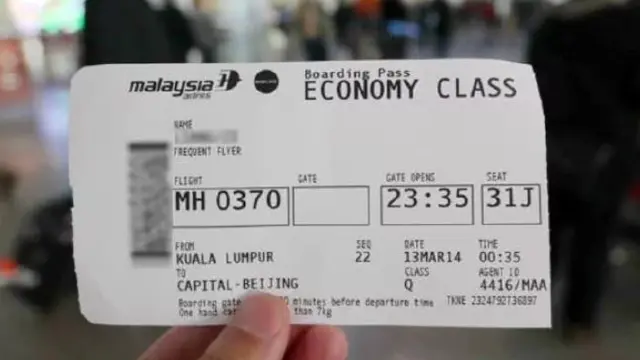 malaysia
airlines
Boarding Pass
ECONOMY CLASS
NAME
FREQUENT FLYER
FLIGHT GATE GATE OPENS SEAT
MH 0370 23:35 31J
FROM SEQ DATE TIME
KUALA LUMPUR 22 13MAR14 00:35
TO CLASS AGENT ID
CAPITAL-BEIJING Q 4416/MAA
Boarding gate minutes before departure time TKNE 2324792736897
One hand than 7kg